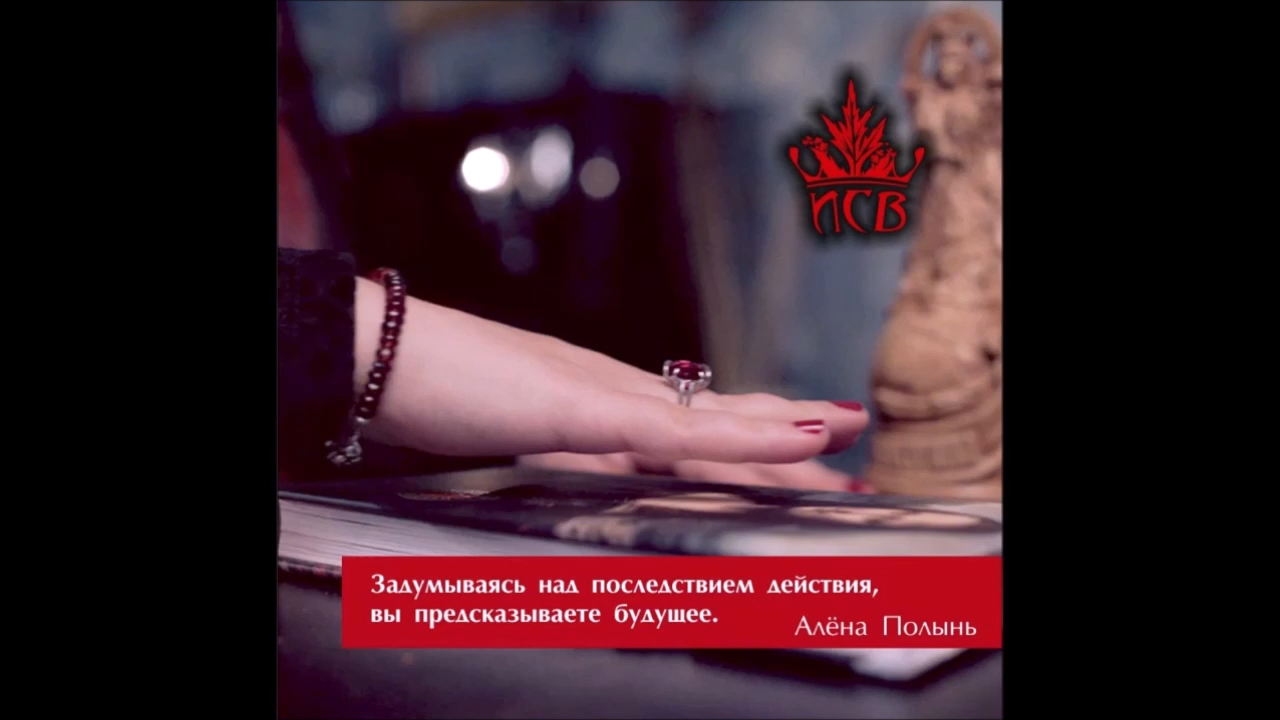 ИСВ
Задумываясь над последствием действия,
вы предсказываете будущее.
Алёна Полынь